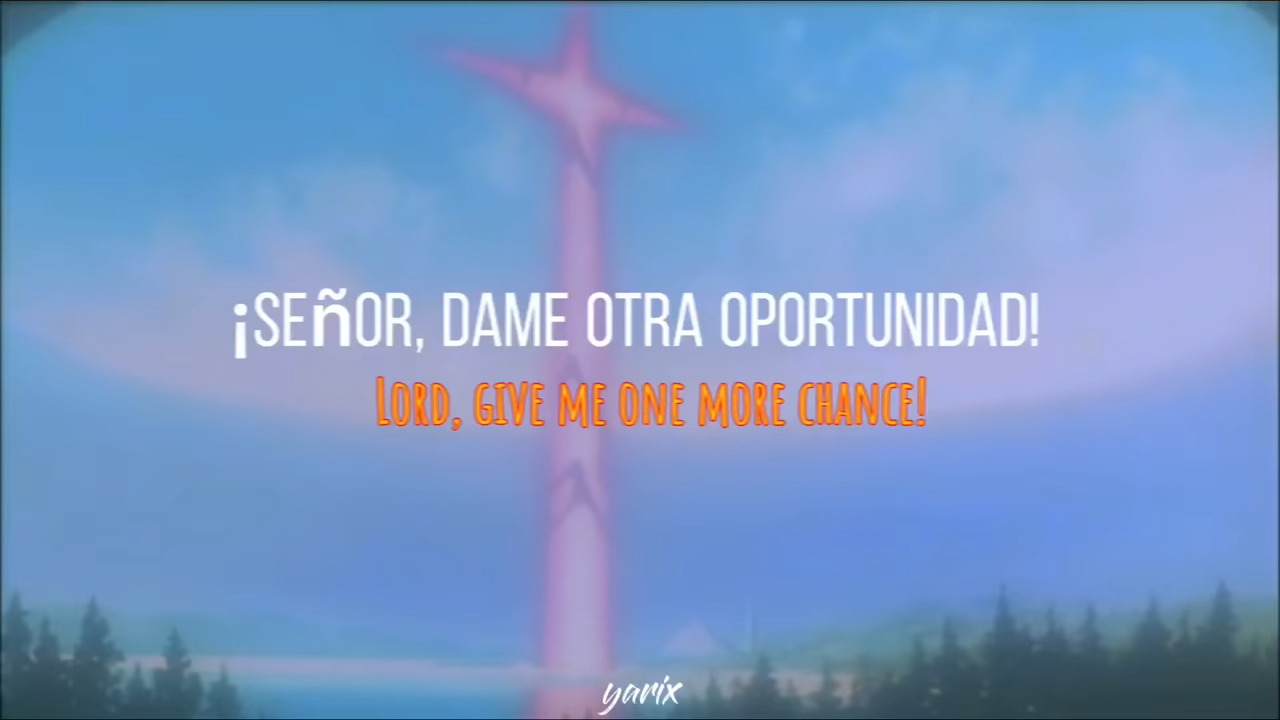 ¡SEñOR, DAME OTRA OPORTUNIDAD!
LORD, GIVE ME ONE MORE CHANCE!
yarix